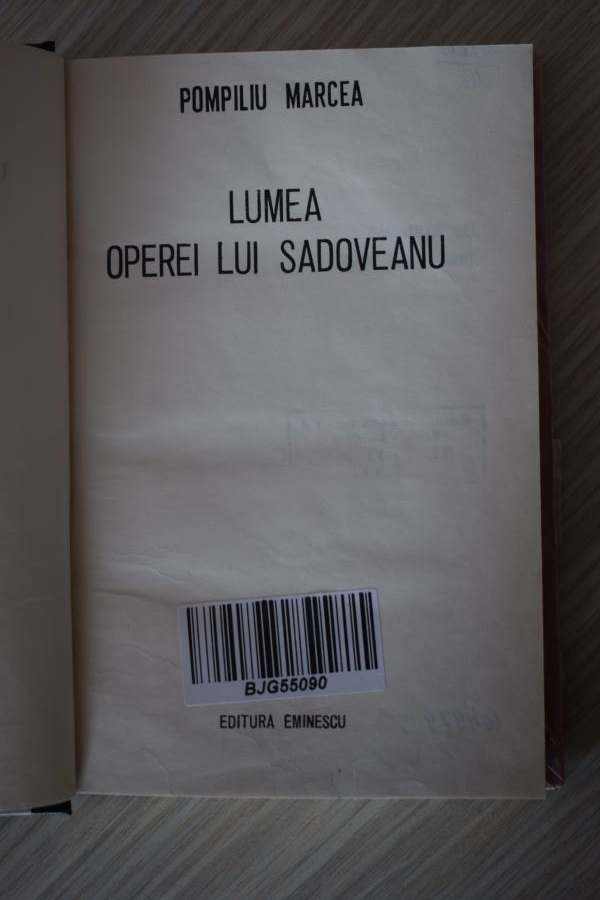 POMPILIU MARCEA
LUMEA
OPEREI LUI SADOVEANU
BJG55090
EDITURA EMINESCU